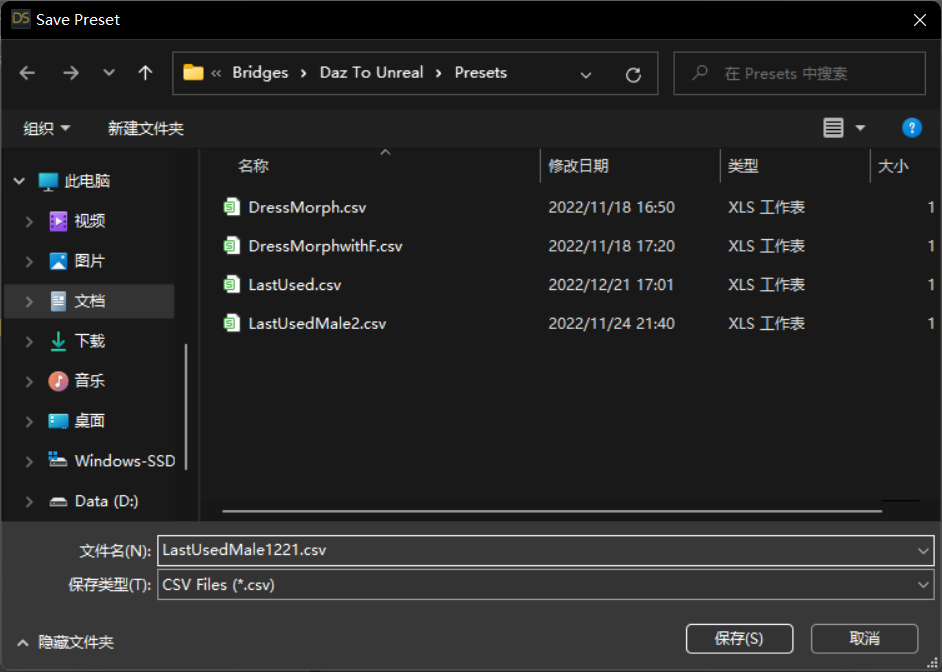 DS Save Preset
« Bridges › Daz To Unreal › Presets
在 Presets 中搜索
组织 新建文件夹
?
名称 修改日期 类型 大小
此电脑
视频
图片
文档
下载
音乐
桌面
Windows-SSD
Data (D:)
DressMorph.csv 2022/11/18 16:50 XLS 工作表 1
DressMorphwithF.csv 2022/11/18 17:20 XLS 工作表 1
LastUsed.csv 2022/12/21 17:01 XLS 工作表 1
LastUsedMale2.csv 2022/11/24 21:40 XLS 工作表 1
文件名(N): LastUsedMale1221.csv
保存类型(T): CSV Files (*.csv)
隐藏文件夹 保存(S) 取消